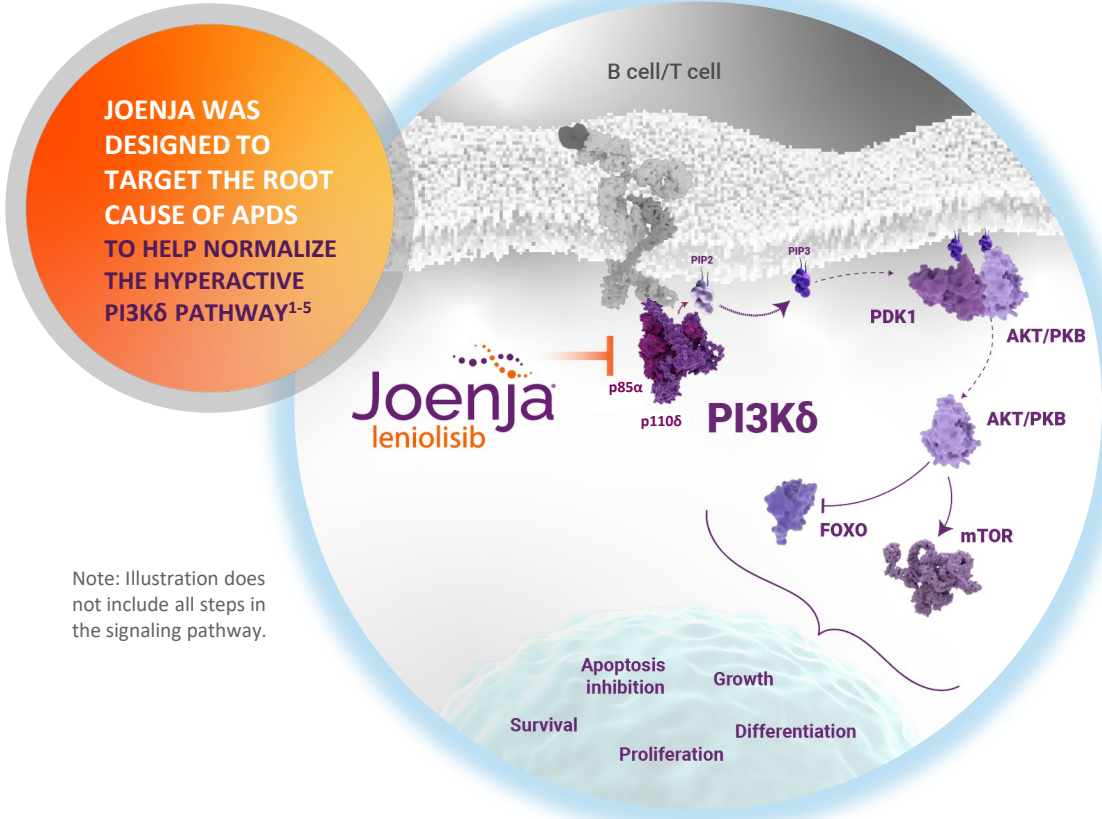 JOENJA WAS
DESIGNED TO
TARGET THE ROOT
CAUSE OF APDS
TO HELP NORMALIZE
THE HYPERACTIVE
PI3Kδ PATHWAY1-5
B cell/T cell
PIP2
PIP3
PDK1
AKT/PKB
Joenja
leniolisib
p85α
p110δ
PI3Kδ
AKT/PKB
FOXO
mTOR
Note: Illustration does
not include all steps in
the signaling pathway.
Apoptosis
inhibition
Growth
Survival
Differentiation
Proliferation